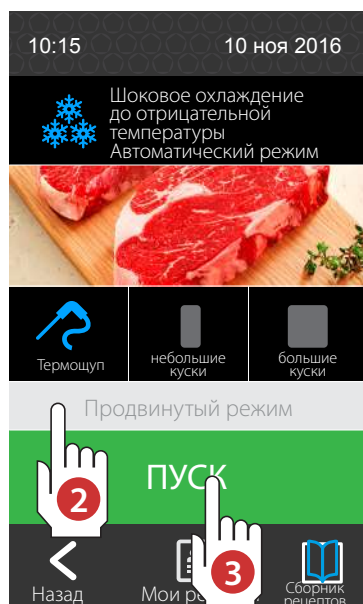 10:15 10 ноя 2016
Шоковое охлаждение
до отрицательной
температуры
Автоматический режим
Термощуп
небольшие
куски
большие
куски
Продвинутый режим
ПУСК
2
3
Назад
Мои
Сборник
рецептов